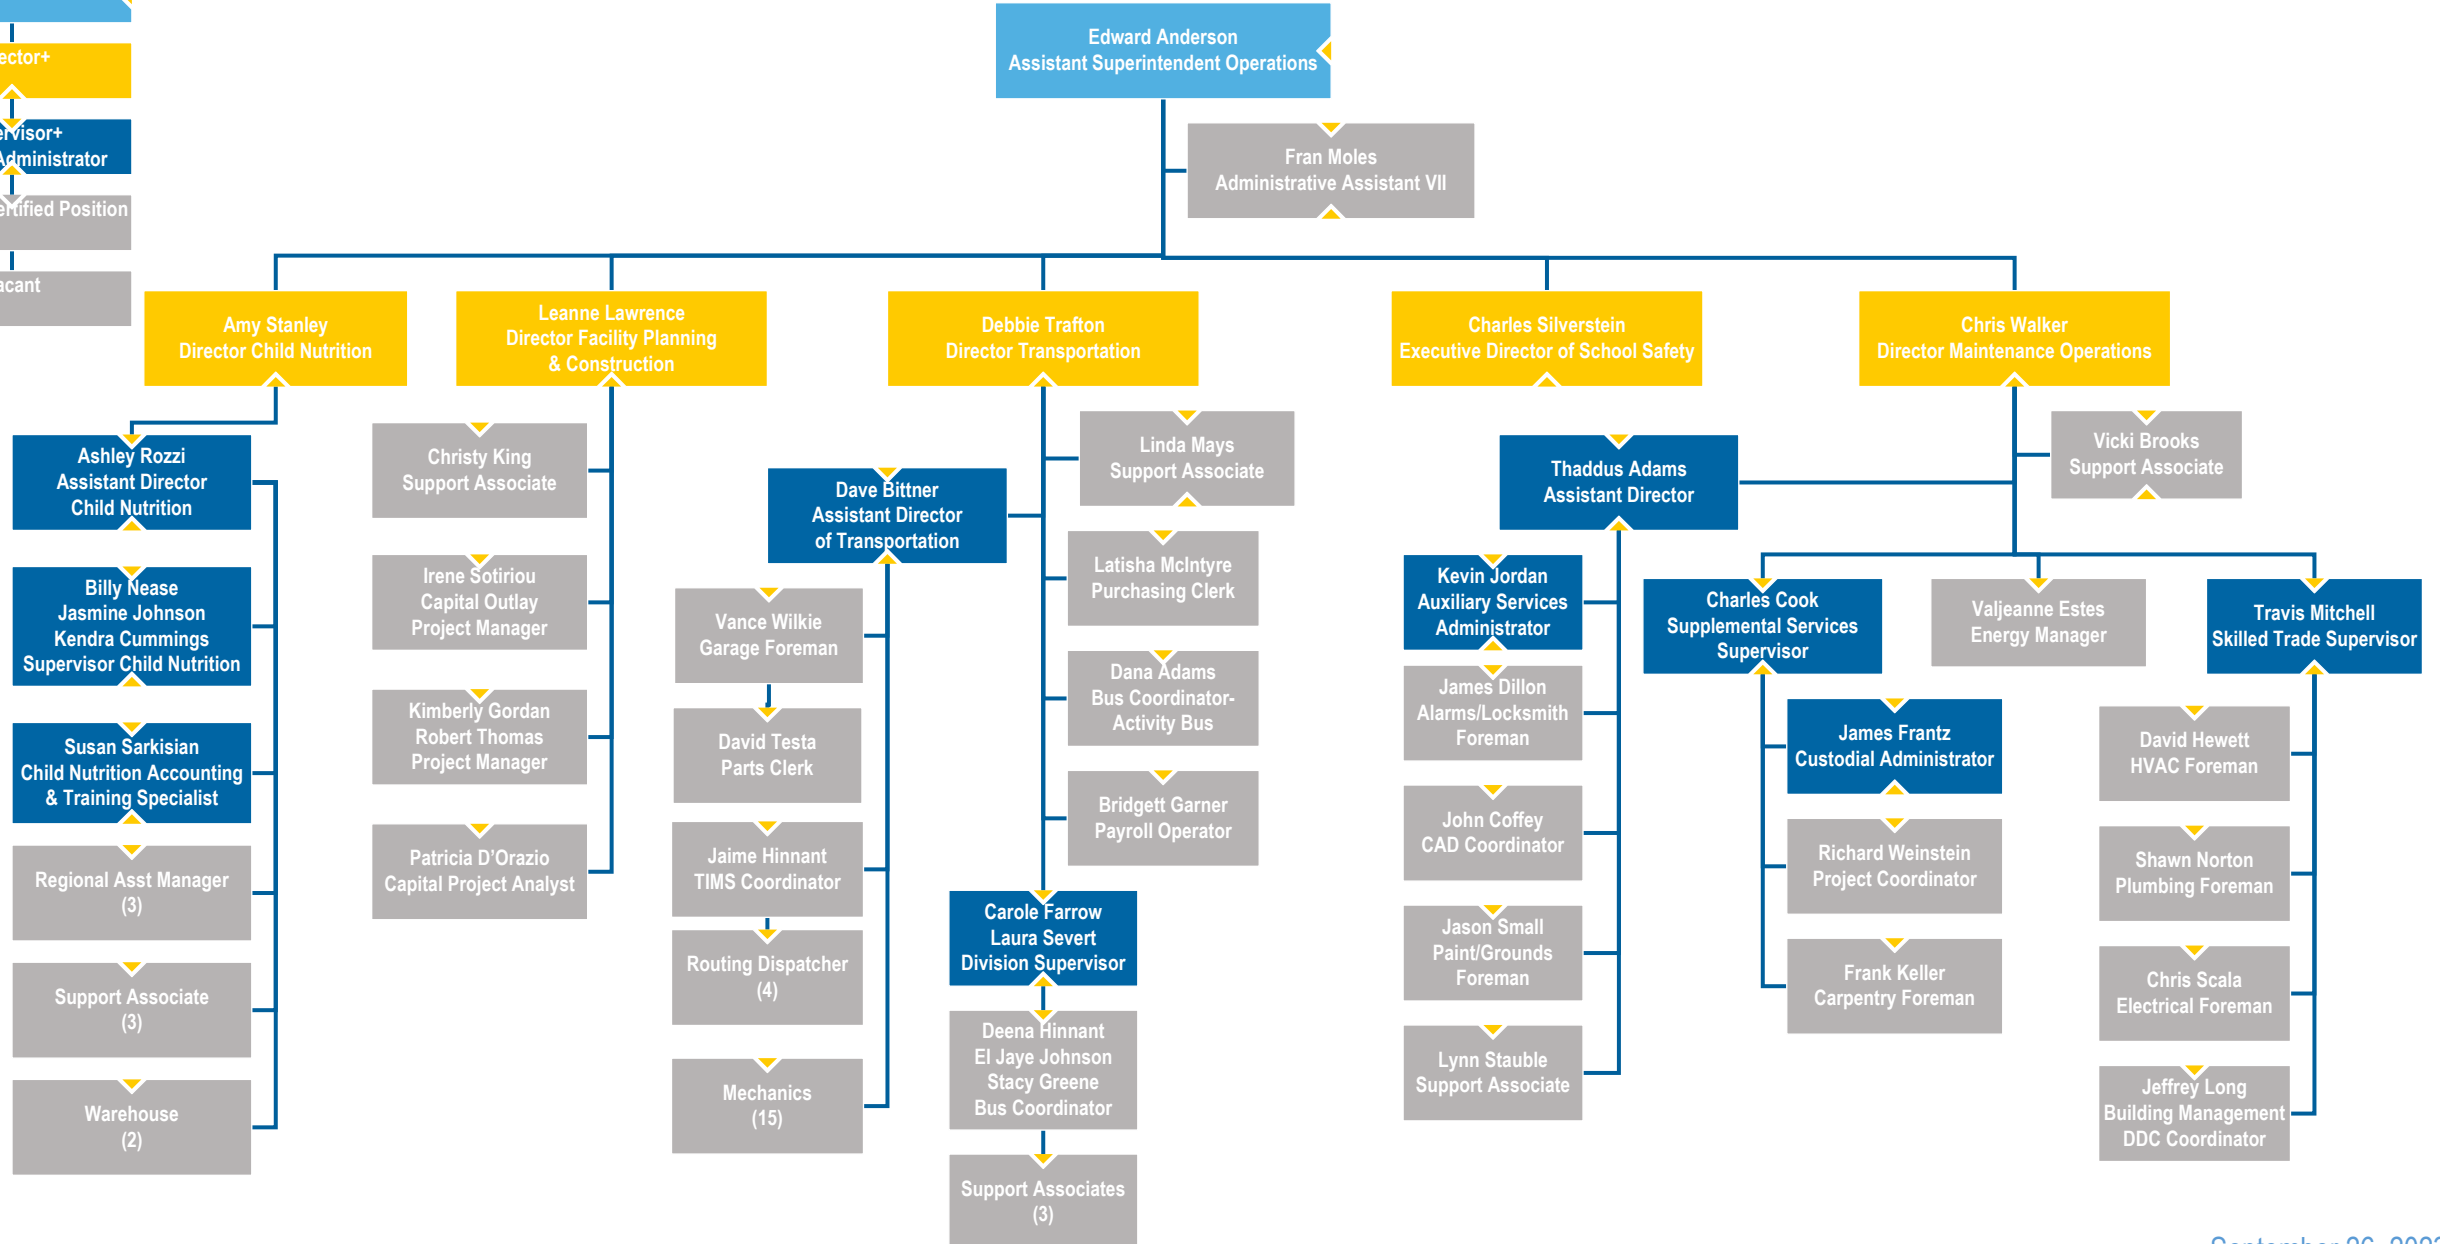 Edward Anderson
Assistant Superintendent Operations
Fran Moles
Administrative Assistant VII
Administrator
Position
Amy Stanley
Director Child Nutrition
Leanne Lawrence
Director Facility Planning
& Construction
Debbie Trafton
Director Transportation
Charles Silverstein
Executive Director of School Safety
Chris Walker
Director Maintenance Operations
Ashley Rozzi
Assistant Director
Child Nutrition
Billy Nease
Jasmine Johnson
Kendra Cummings
Supervisor Child Nutrition
Susan Sarkisian
Child Nutrition Accounting
& Training Specialist
Regional Asst Manager
(3)
Support Associate
(3)
Warehouse
(2)
Christy King
Support Associate
Irene Sotiriou
Capital Outlay
Project Manager
Kimberly Gordan
Robert Thomas
Project Manager
Patricia D’Orazio
Capital Project Analyst
Dave Bittner
Assistant Director
of Transportation
Vance Wilkie
Garage Foreman
David Testa
Parts Clerk
Jaime Hinnant
TIMS Coordinator
Routing Dispatcher
(4)
Mechanics
(15)
Linda Mays
Support Associate
Latisha McIntyre
Purchasing Clerk
Dana Adams
Bus Coordinator-
Activity Bus
Bridgett Garner
Payroll Operator
Carole Farrow
Laura Severt
Division Supervisor
Deena Hinnant
El Jaye Johnson
Stacy Greene
Bus Coordinator
Support Associates
(3)
Thaddus Adams
Assistant Director
Kevin Jordan
Auxiliary Services
Administrator
James Dillon
Alarms/Locksmith
Foreman
John Coffey
CAD Coordinator
Jason Small
Paint/Grounds
Foreman
Lynn Stauble
Support Associate
Vicki Brooks
Support Associate
Charles Cook
Supplemental Services
Supervisor
James Frantz
Custodial Administrator
Richard Weinstein
Project Coordinator
Frank Keller
Carpentry Foreman
Valjeanne Estes
Energy Manager
Travis Mitchell
Skilled Trade Supervisor
David Hewett
HVAC Foreman
Shawn Norton
Plumbing Foreman
Chris Scala
Electrical Foreman
Jeffrey Long
Building Management
DDC Coordinator